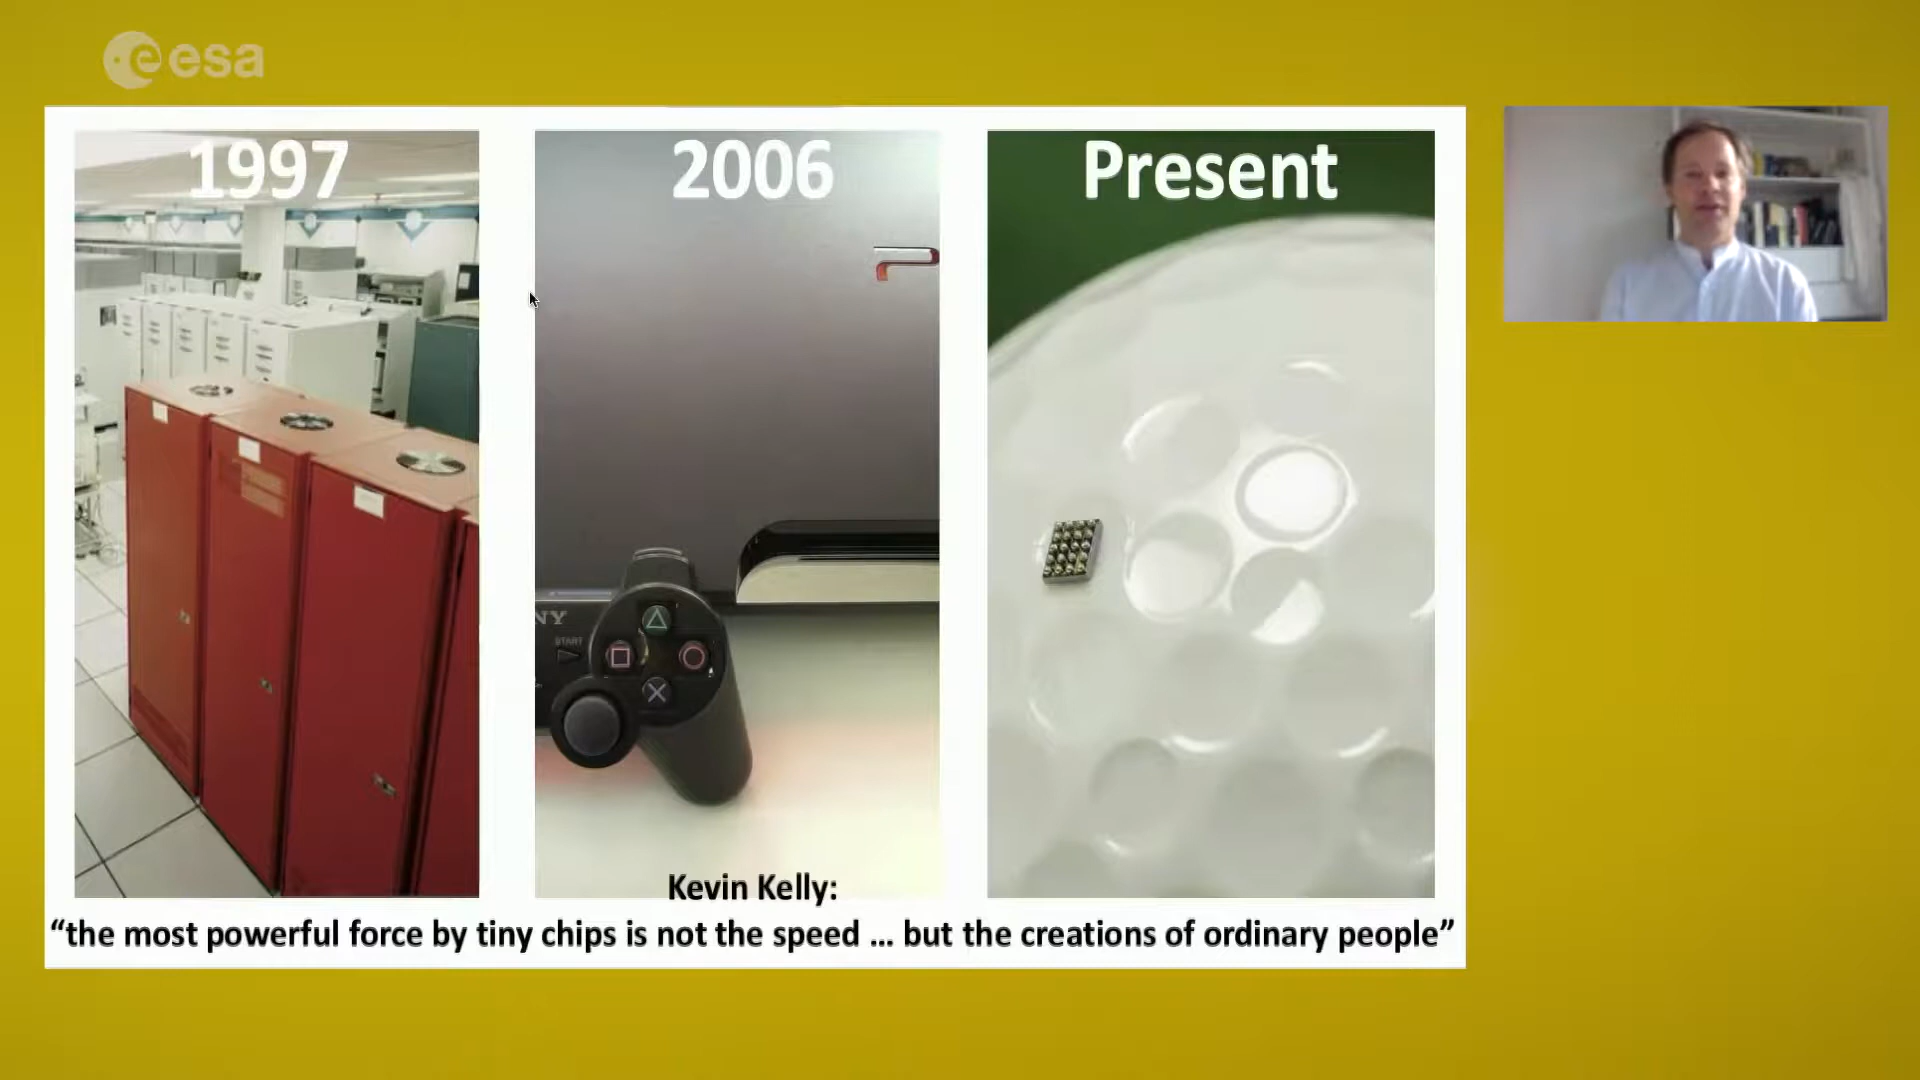 esa
1997
2006
Present
NY
START
Kevin Kelly:
“the most powerful force by tiny chips is not the speed ... but the creations of ordinary people”